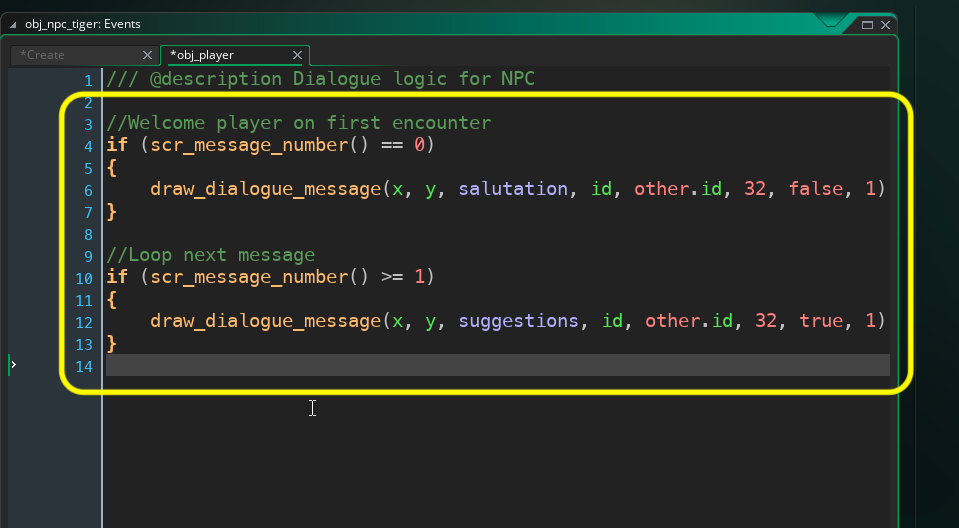 obj_npc_tiger: Events
*Create
*obj_player
1 /// @description Dialogue logic for NPC
2
3 //Welcome player on first encounter
4 if (scr_message_number() == 0)
5 {
6 draw_dialogue_message(x, y, salutation, id, other.id, 32, false, 1)
7 }
8
9 //Loop next message
10 if (scr_message_number() >= 1)
11 {
12 draw_dialogue_message(x, y, suggestions, id, other.id, 32, true, 1)
13 }
14